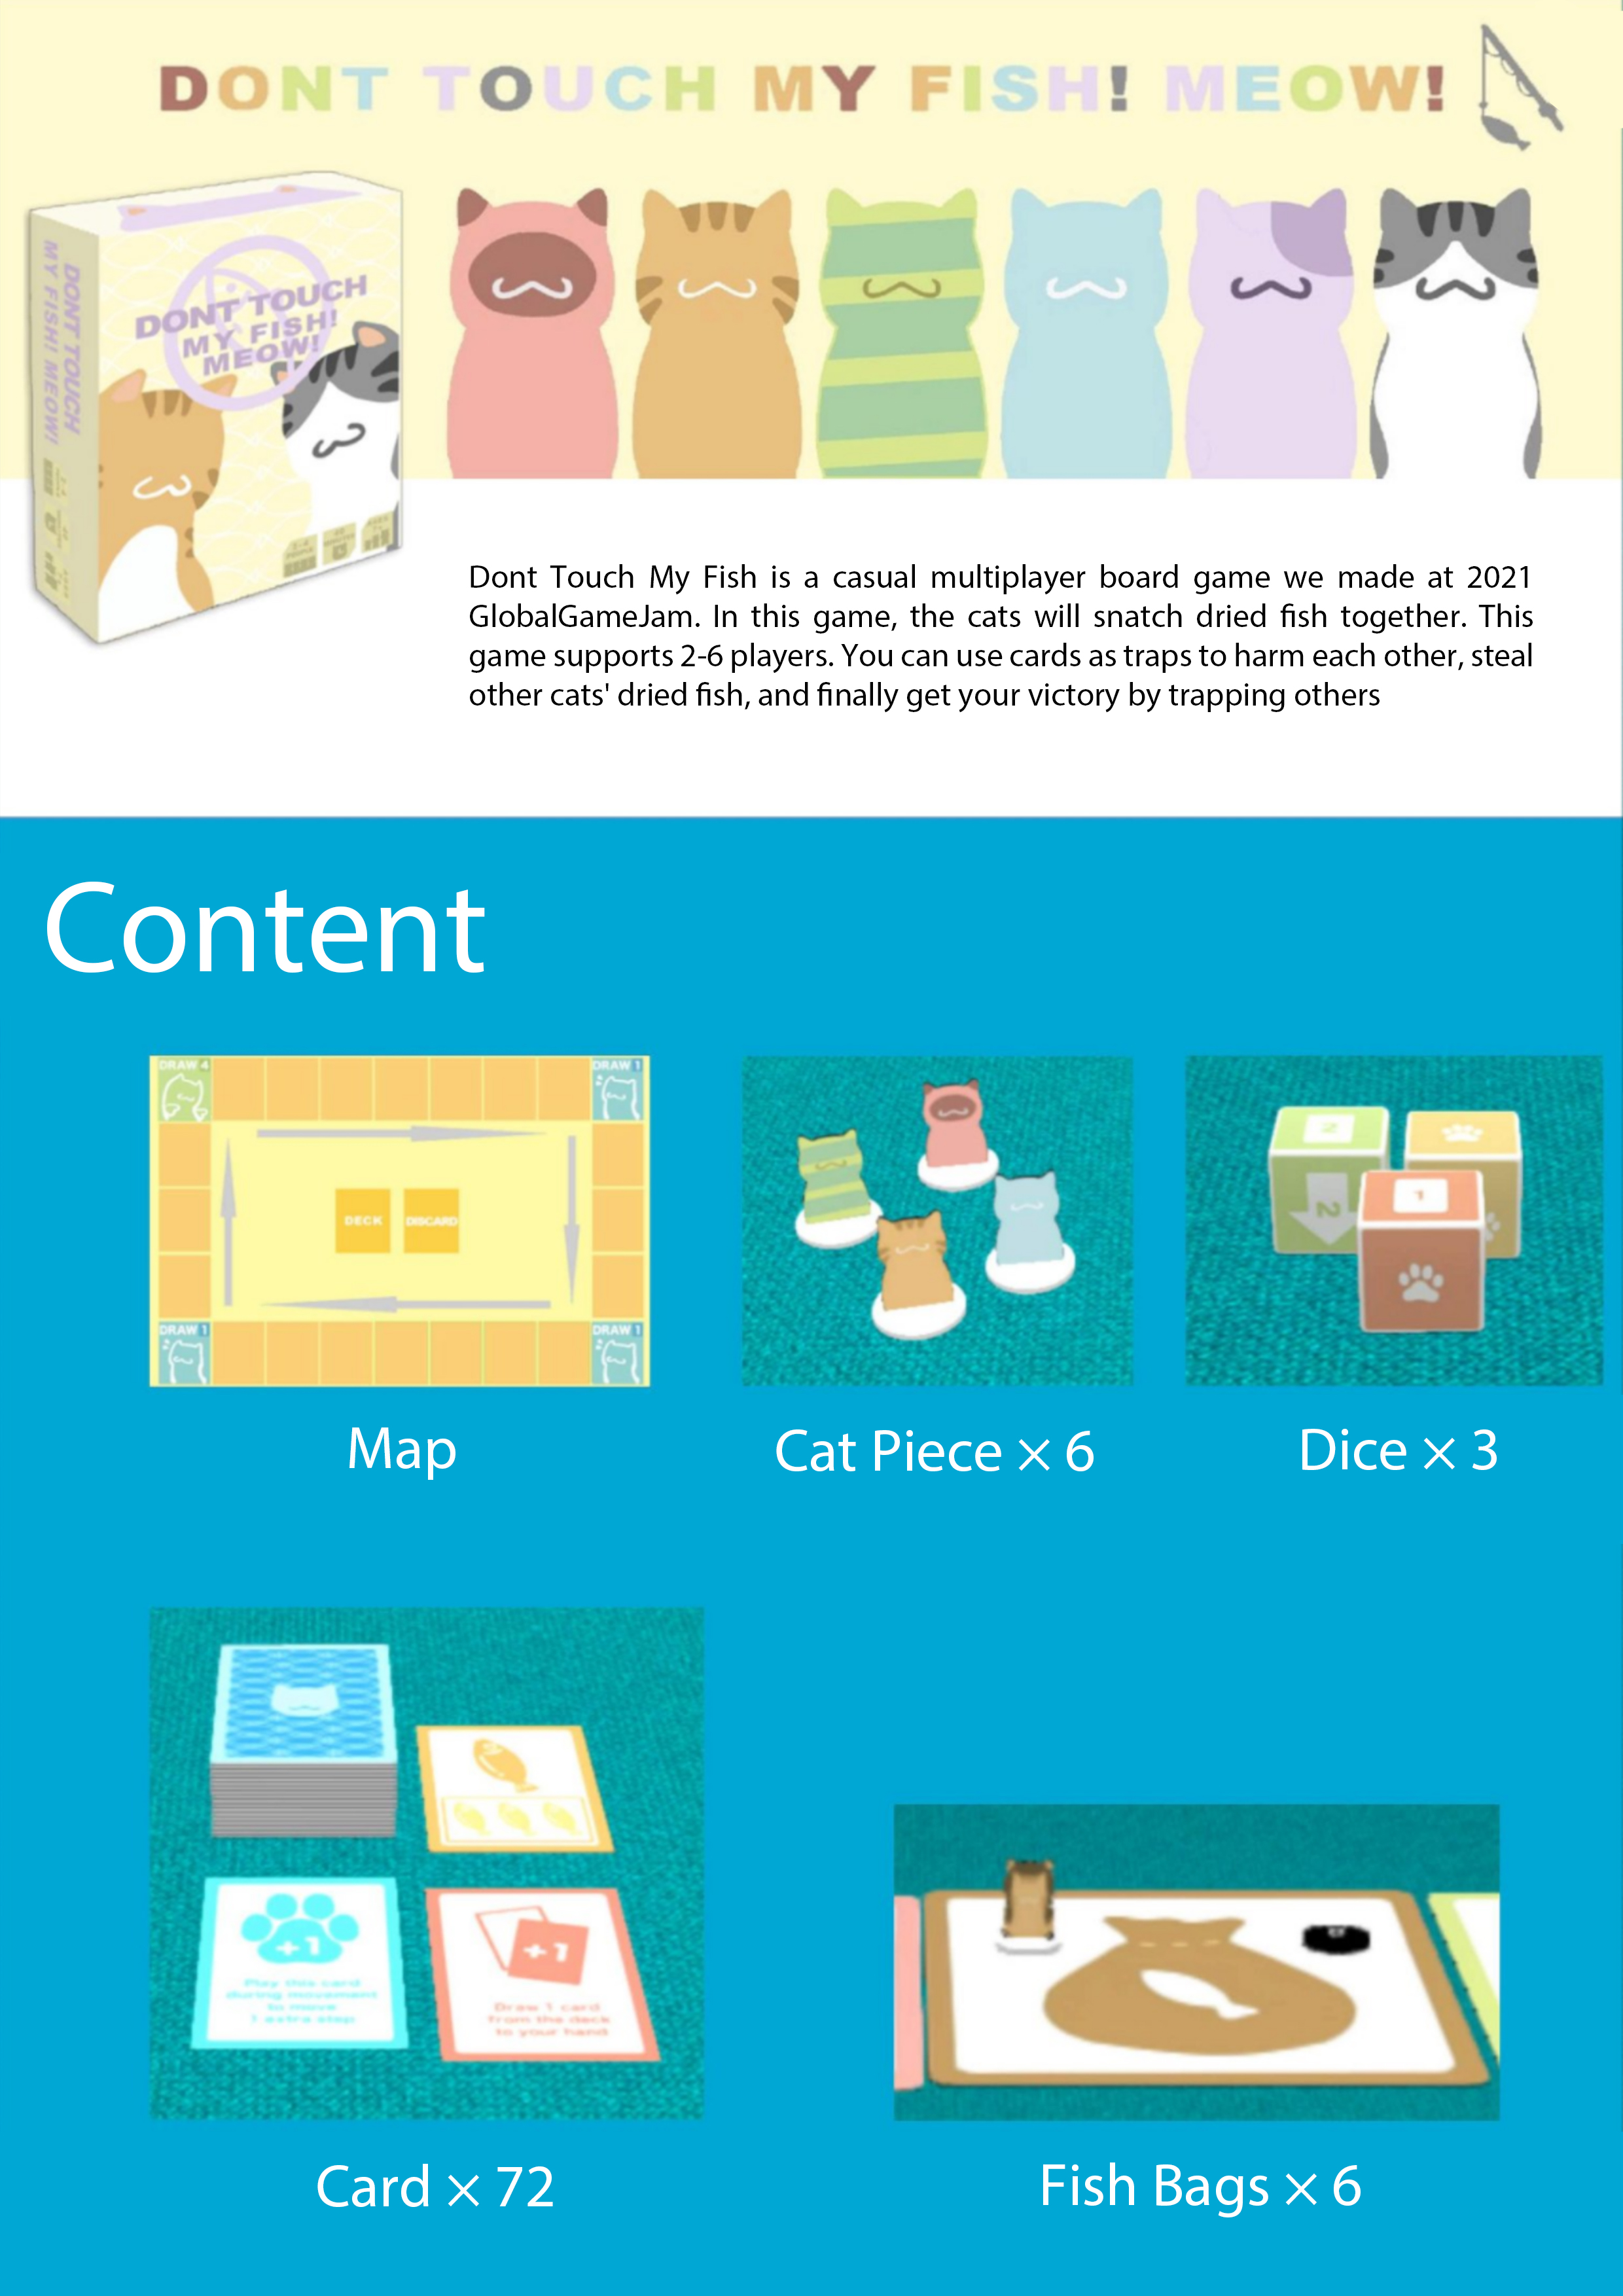 DONT TOUCH MY FISH! MEOW!
DONT TOUCH
MY FISH! MEOW!
DONT TOUCH
MY FISH!
MEOW!
Dont Touch My Fish is a casual multiplayer board game we made at 2021
GlobalGameJam. In this game, the cats will snatch dried fish together. This
game supports 2-6 players. You can use cards as traps to harm each other, steal
other cats' dried fish, and finally get your victory by trapping others
Content
DRAW 4
DRAW 1
DECK
DISCARD
DRAW 1
DRAW 1
2
2
1
Map
Cat Piece × 6
Dice × 3
+1
Play this card
during movement
to move
1 extra step
+1
Draw 1 card
from the deck
to your hand
Card × 72
Fish Bags × 6